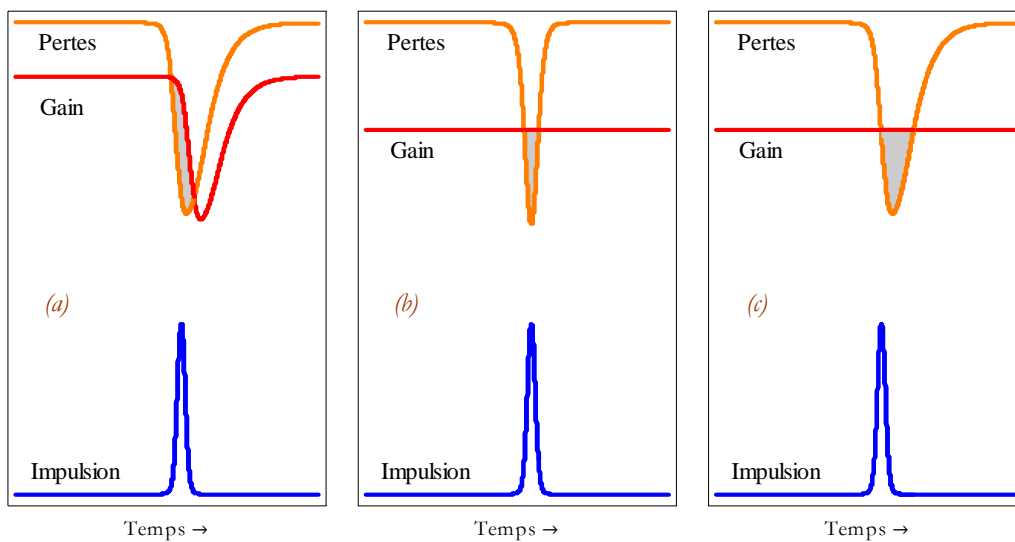 Pertes
Gain
(a)
Impulsion
Temps →
Pertes
Gain
(b)
Impulsion
Temps →
Pertes
Gain
(c)
Impulsion
Temps →